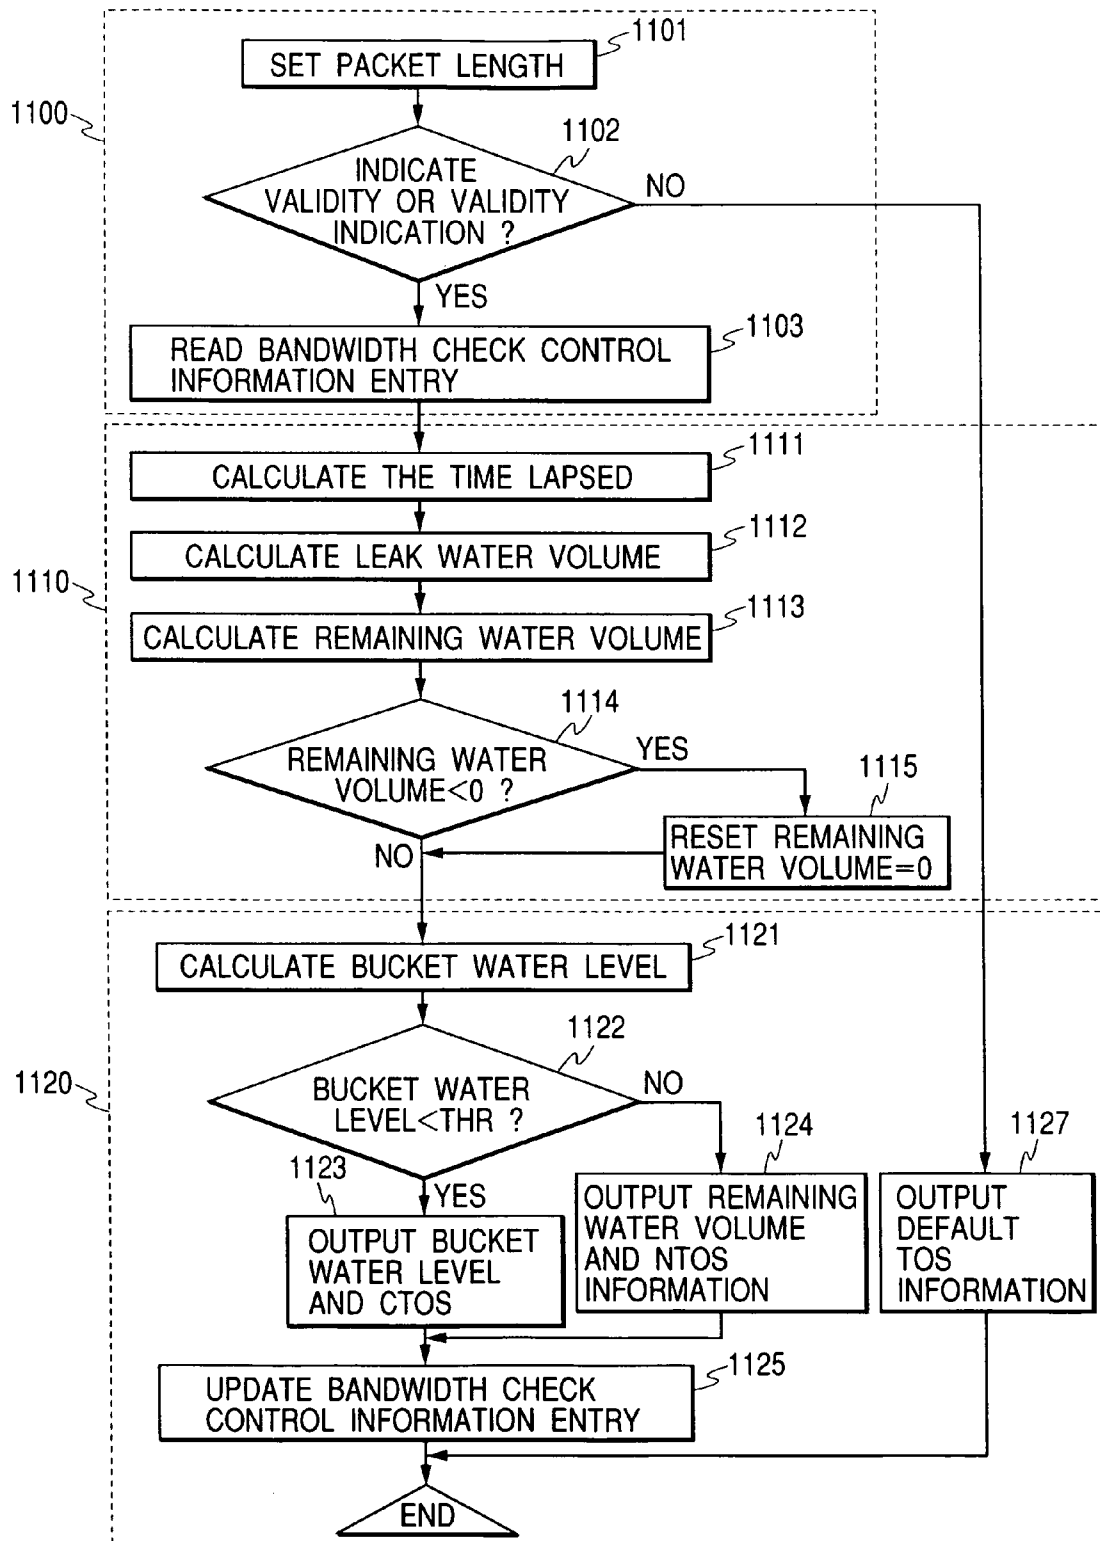 1101
SET PACKET LENGTH
1100
1102
INDICATE
VALIDITY OR VALIDITY
INDICATION ?
NO
YES
1103
READ BANDWIDTH CHECK CONTROL
INFORMATION ENTRY
1111
CALCULATE THE TIME LAPSED
1112
CALCULATE LEAK WATER VOLUME
1110
1113
CALCULATE REMAINING WATER VOLUME
1114
REMAINING WATER
VOLUME<0 ?
YES
1115
RESET REMAINING
WATER VOLUME=0
NO
1121
CALCULATE BUCKET WATER LEVEL
1122
1120
BUCKET WATER
LEVEL<THR ?
NO
1124
1127
1123
YES
OUTPUT BUCKET
WATER LEVEL
AND CTOS
OUTPUT REMAINING
WATER VOLUME
AND NTOS
INFORMATION
OUTPUT
DEFAULT
TOS
INFORMATION
1125
UPDATE BANDWIDTH CHECK
CONTROL INFORMATION ENTRY
END